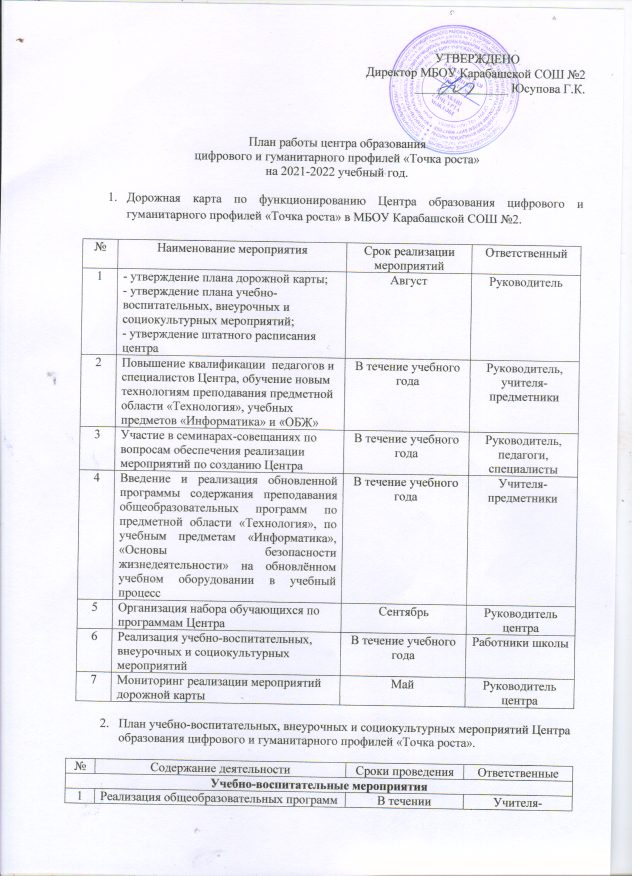 УТВЕРЖДЕНО
Директор МБОУ Карабашской СОШ №2
Юсупова Г.К.
План работы центра образования
цифрового и гуманитарного профилей «Точка роста»
на 2021-2022 учебный год.
1. Дорожная карта по функционированию Центра образования цифрового и
гуманитарного профилей «Точка роста» в МБОУ Карабашской СОШ №2.
№ Наименование мероприятия Срок реализации мероприятий Ответственный
1 - утверждение плана дорожной карты; Август Руководитель
- утверждение плана учебно-
воспитательных, внеурочных и
социокультурных мероприятий;
- утверждение штатного расписания
центра
2 Повышение квалификации педагогов и В течение учебного Руководитель,
специалистов Центра, обучение новым года учителя-
технологиям преподавания предметной предметники
области «Технология», учебных
предметов «Информатика» и «ОБЖ»
3 Участие в семинарах-совещаниях по В течение учебного Руководитель,
вопросам обеспечения реализации года педагоги,
мероприятий по созданию Центра специалисты
4 Введение и реализация обновленной В течение учебного Учителя-
программы содержания преподавания года предметники
общеобразовательных программ по
предметной области «Технология», по
учебным предметам «Информатика»,
«Основы безопасности
жизнедеятельности» на обновлённом
учебном оборудовании в учебный
процесс
5 Организация набора обучающихся по Сентябрь Руководитель
программам Центра центра
6 Реализация учебно-воспитательных, В течение учебного Работники школы
внеурочных и социокультурных года
мероприятий
7 Мониторинг реализации мероприятий Май Руководитель
дорожной карты центра
2. План учебно-воспитательных, внеурочных и социокультурных мероприятий Центра
образования цифрового и гуманитарного профилей «Точка роста».
№ Содержание деятельности Сроки проведения Ответственные
Учебно-воспитательные мероприятия
1 Реализация общеобразовательных программ В течении Учителя-